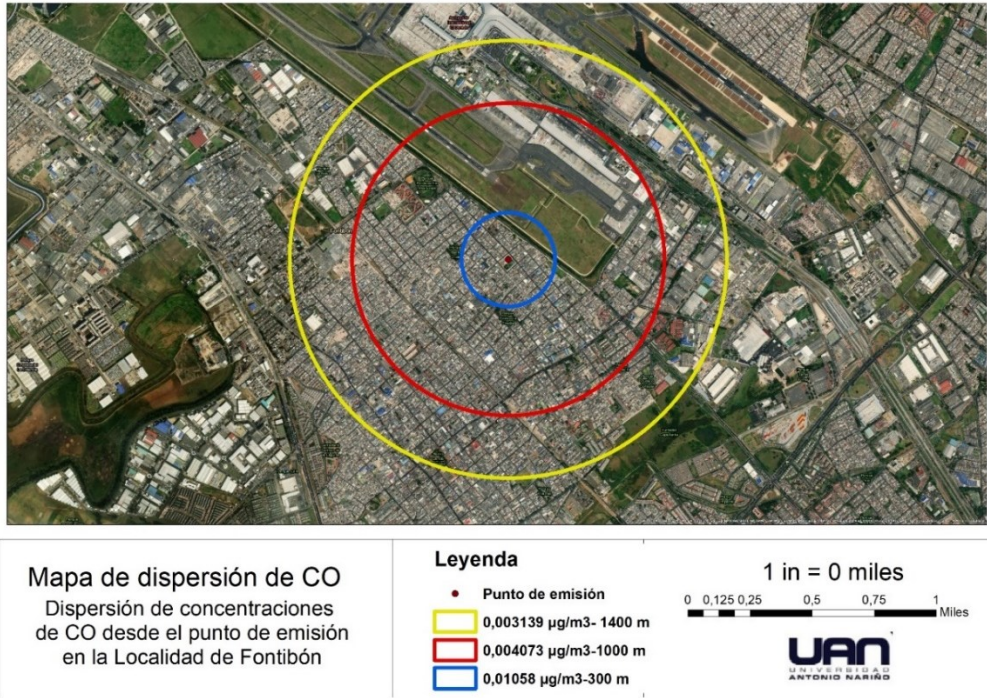 Mapa de dispersión de CO
Dispersión de concentraciones
de CO desde el punto de emisión
en la Localidad de Fontibón
Leyenda
Punto de emisión
0,003139 µg/m3- 1400 m
0,004073 µg/m3-1000 m
0,01058 µg/m3-300 m
1 in = 0 miles
0 0,125 0,25 0,5 0,75 1
Miles
UAN
UNIVERSIDAD
ANTONIO NARIÑO